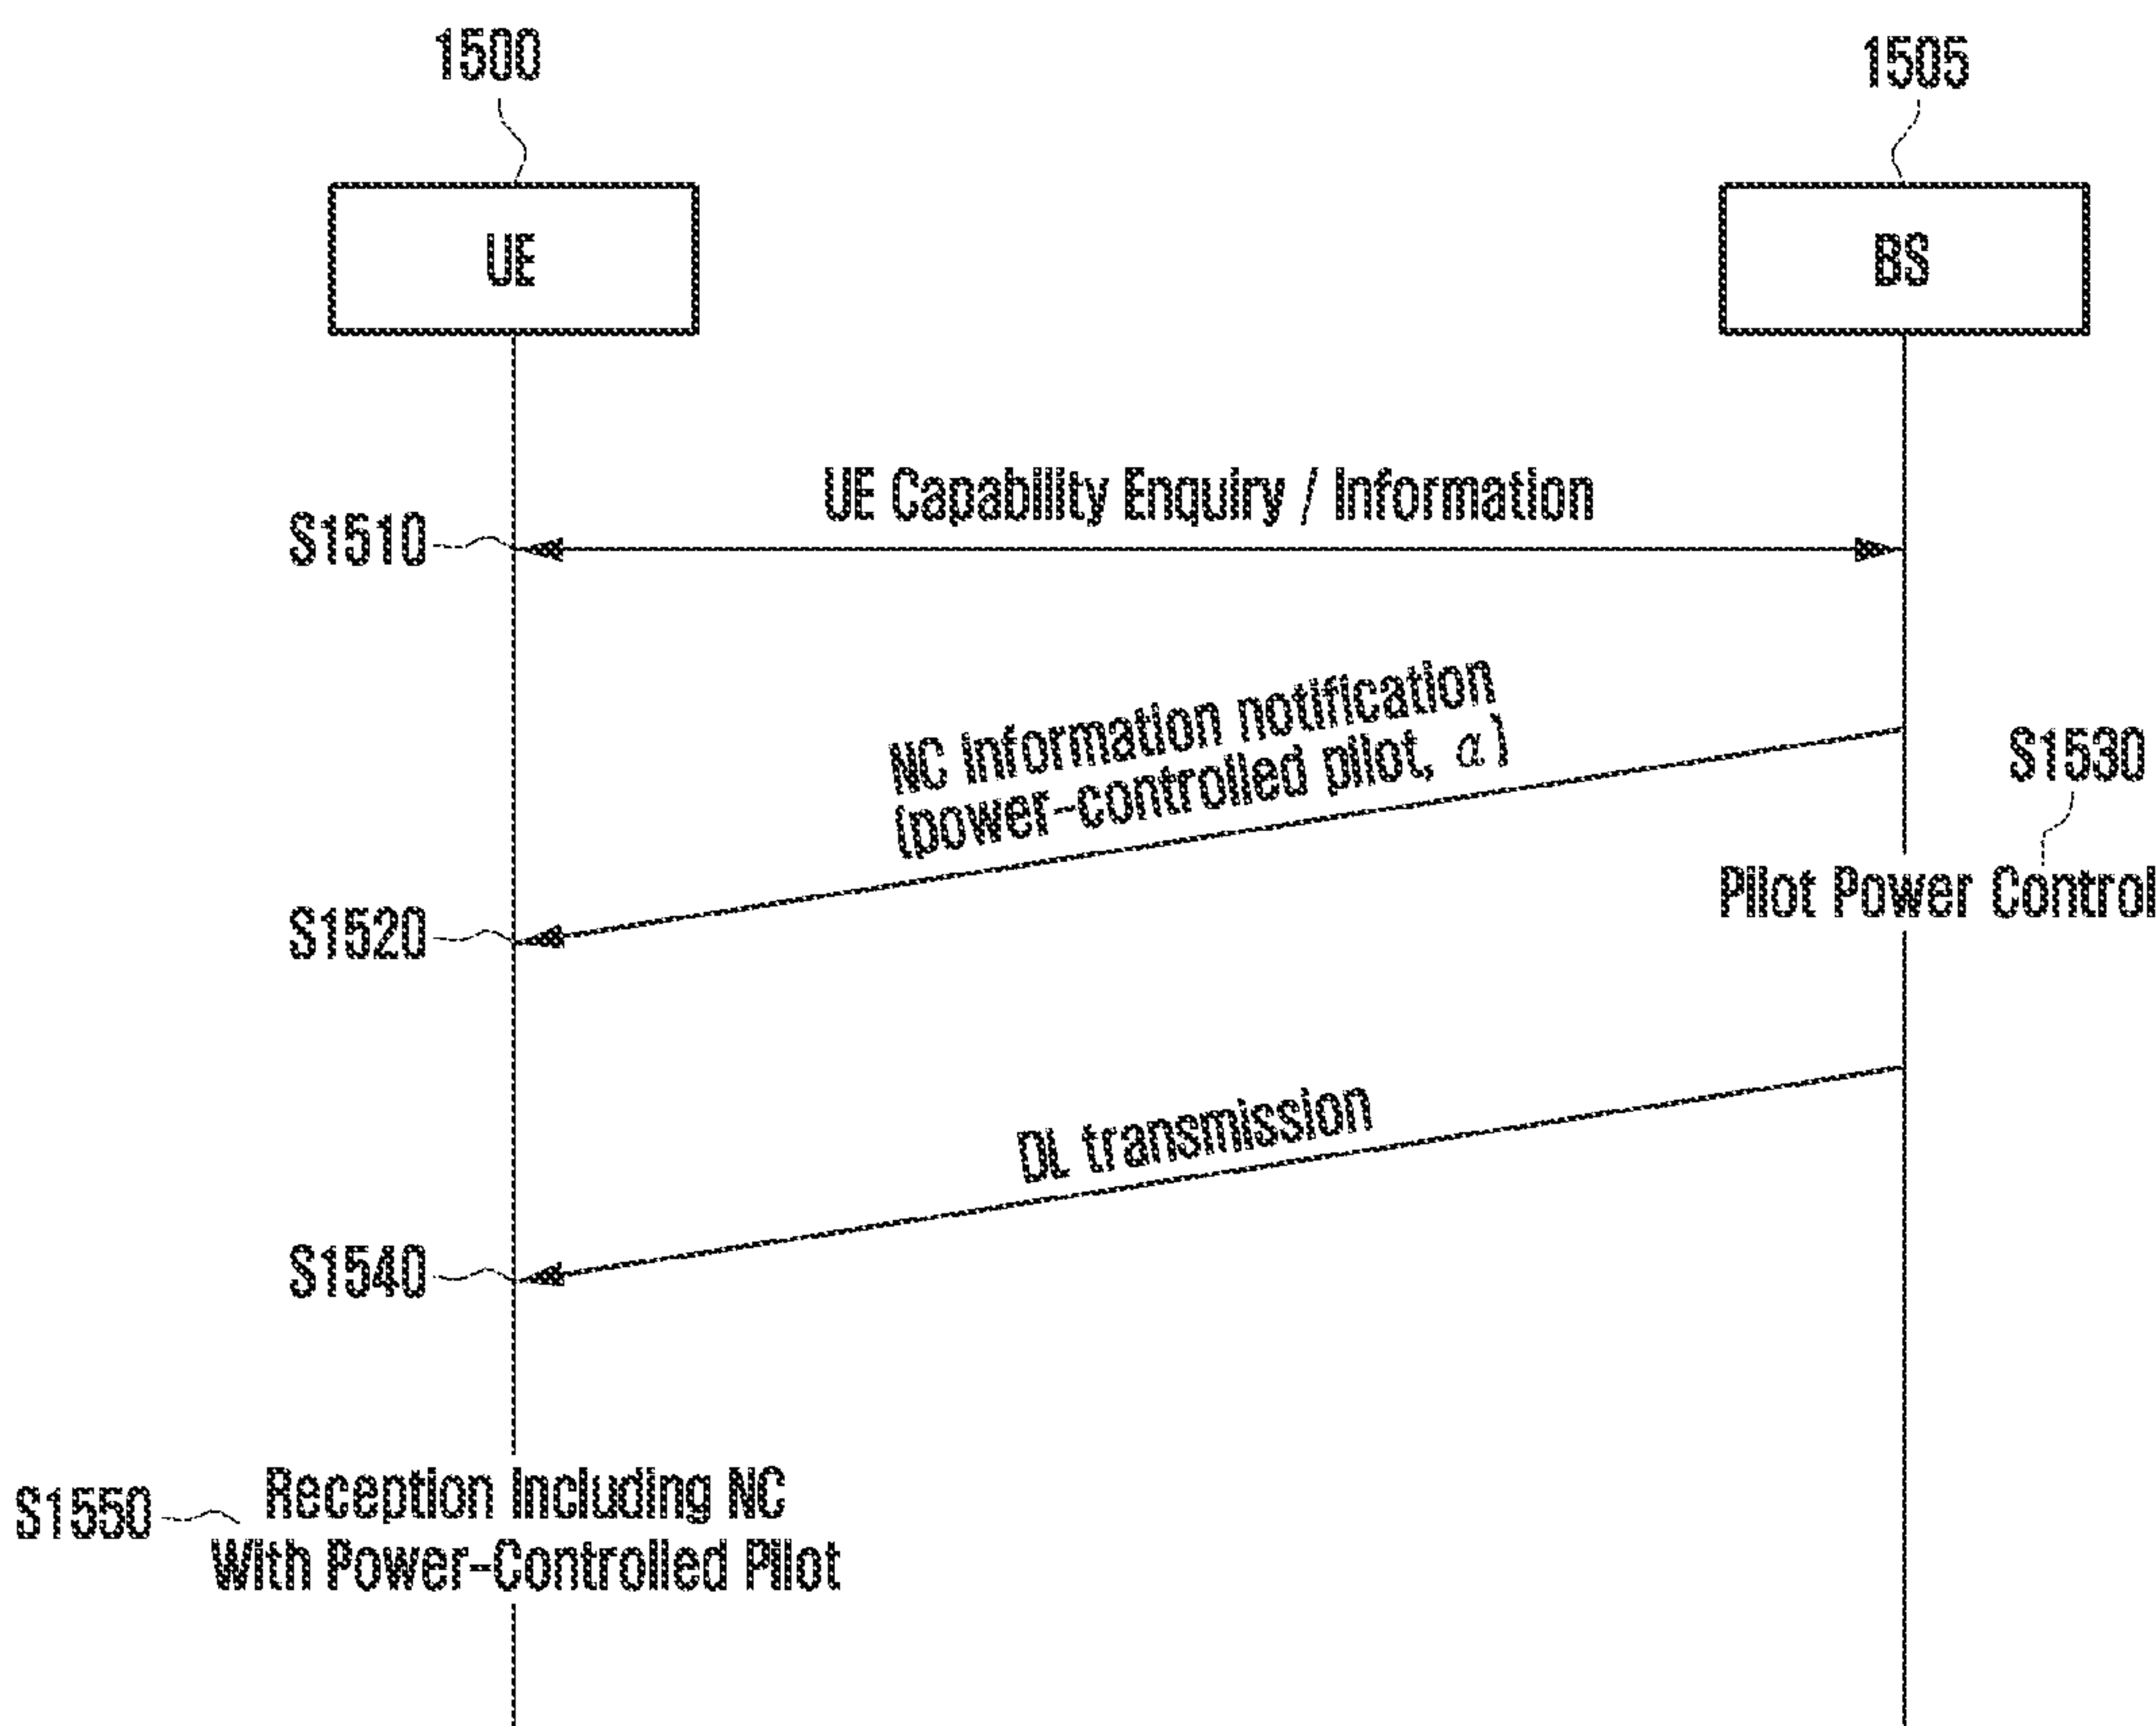 1500
1505
UE
BS
UE Capability Enquiry / Information
S1510
NC information notification
(power-controlled pilot, α)
S1530
Pilot Power Control
S1520
DL transmission
S1540
Reception Including NC
S1550
With Power-Controlled Pilot